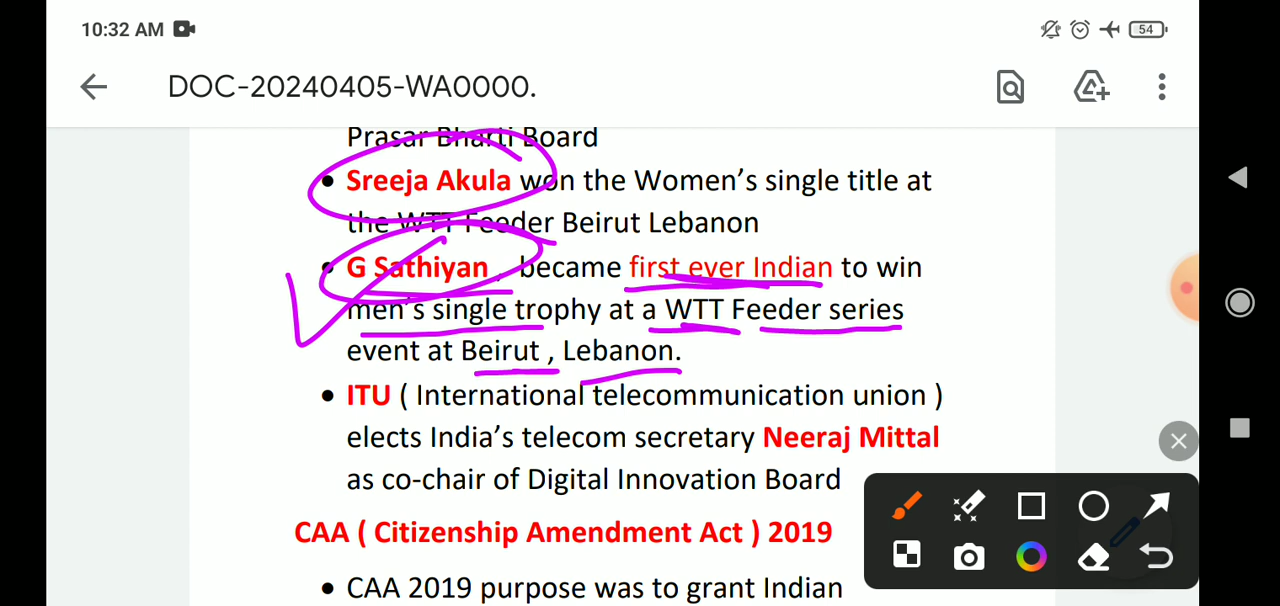 10:32 AM
54
DOC-20240405-WA0000.
Prasar Bharti Board
• Sreeja Akula won the Women's single title at
the WTT Feeder Beirut Lebanon
• G Sathiyan , became first ever Indian to win
men's single trophy at a WTT Feeder series
event at Beirut , Lebanon.
• ITU ( International telecommunication union )
elects India's telecom secretary Neeraj Mittal
as co-chair of Digital Innovation Board
CAA ( Citizenship Amendment Act ) 2019
• CAA 2019 purpose was to grant Indian